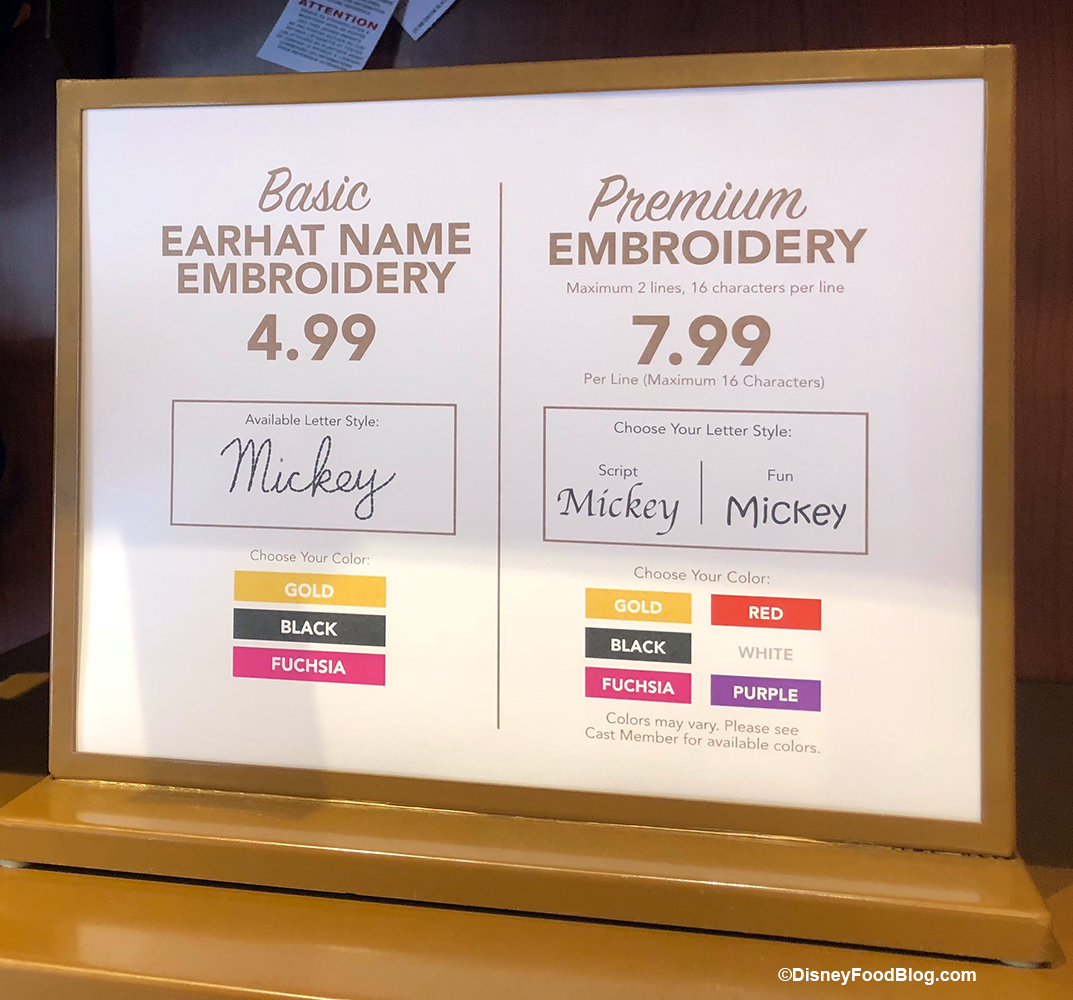 ATTENTION
Basic
EARHAT NAME
EMBROIDERY
4.99
Available Letter Style:
Mickey
Choose Your Color:
GOLD
BLACK
FUCHSIA
Premium
EMBROIDERY
Maximum 2 lines, 16 characters per line
7.99
Per Line (Maximum 16 Characters)
Choose Your Letter Style:
Script
Mickey
Fun
Mickey
Choose Your Color:
GOLD
RED
BLACK
WHITE
FUCHSIA
PURPLE
Colors may vary. Please see
Cast Member for available colors.
©DisneyFoodBlog.com